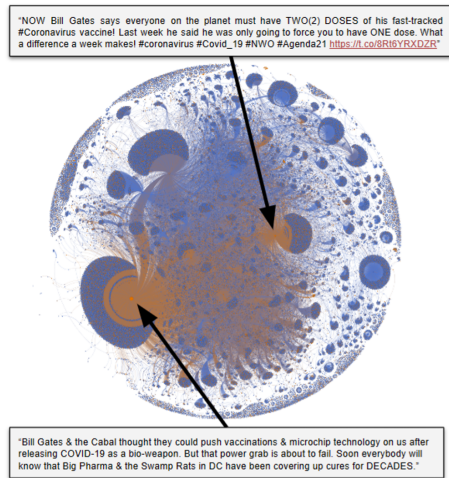 “NOW Bill Gates says everyone on the planet must have TWO(2) DOSES of his fast-tracked
#Coronavirus vaccine! Last week he said he was only going to force you to have ONE dose. What
a difference a week makes! #coronavirus #Covid_19 #NWO #Agenda21 https://t.co/8Rt6YRXDZR”
“Bill Gates & the Cabal thought they could push vaccinations & microchip technology on us after
releasing COVID-19 as a bio-weapon. But that power grab is about to fail. Soon everybody will
know that Big Pharma & the Swamp Rats in DC have been covering up cures for DECADES.”